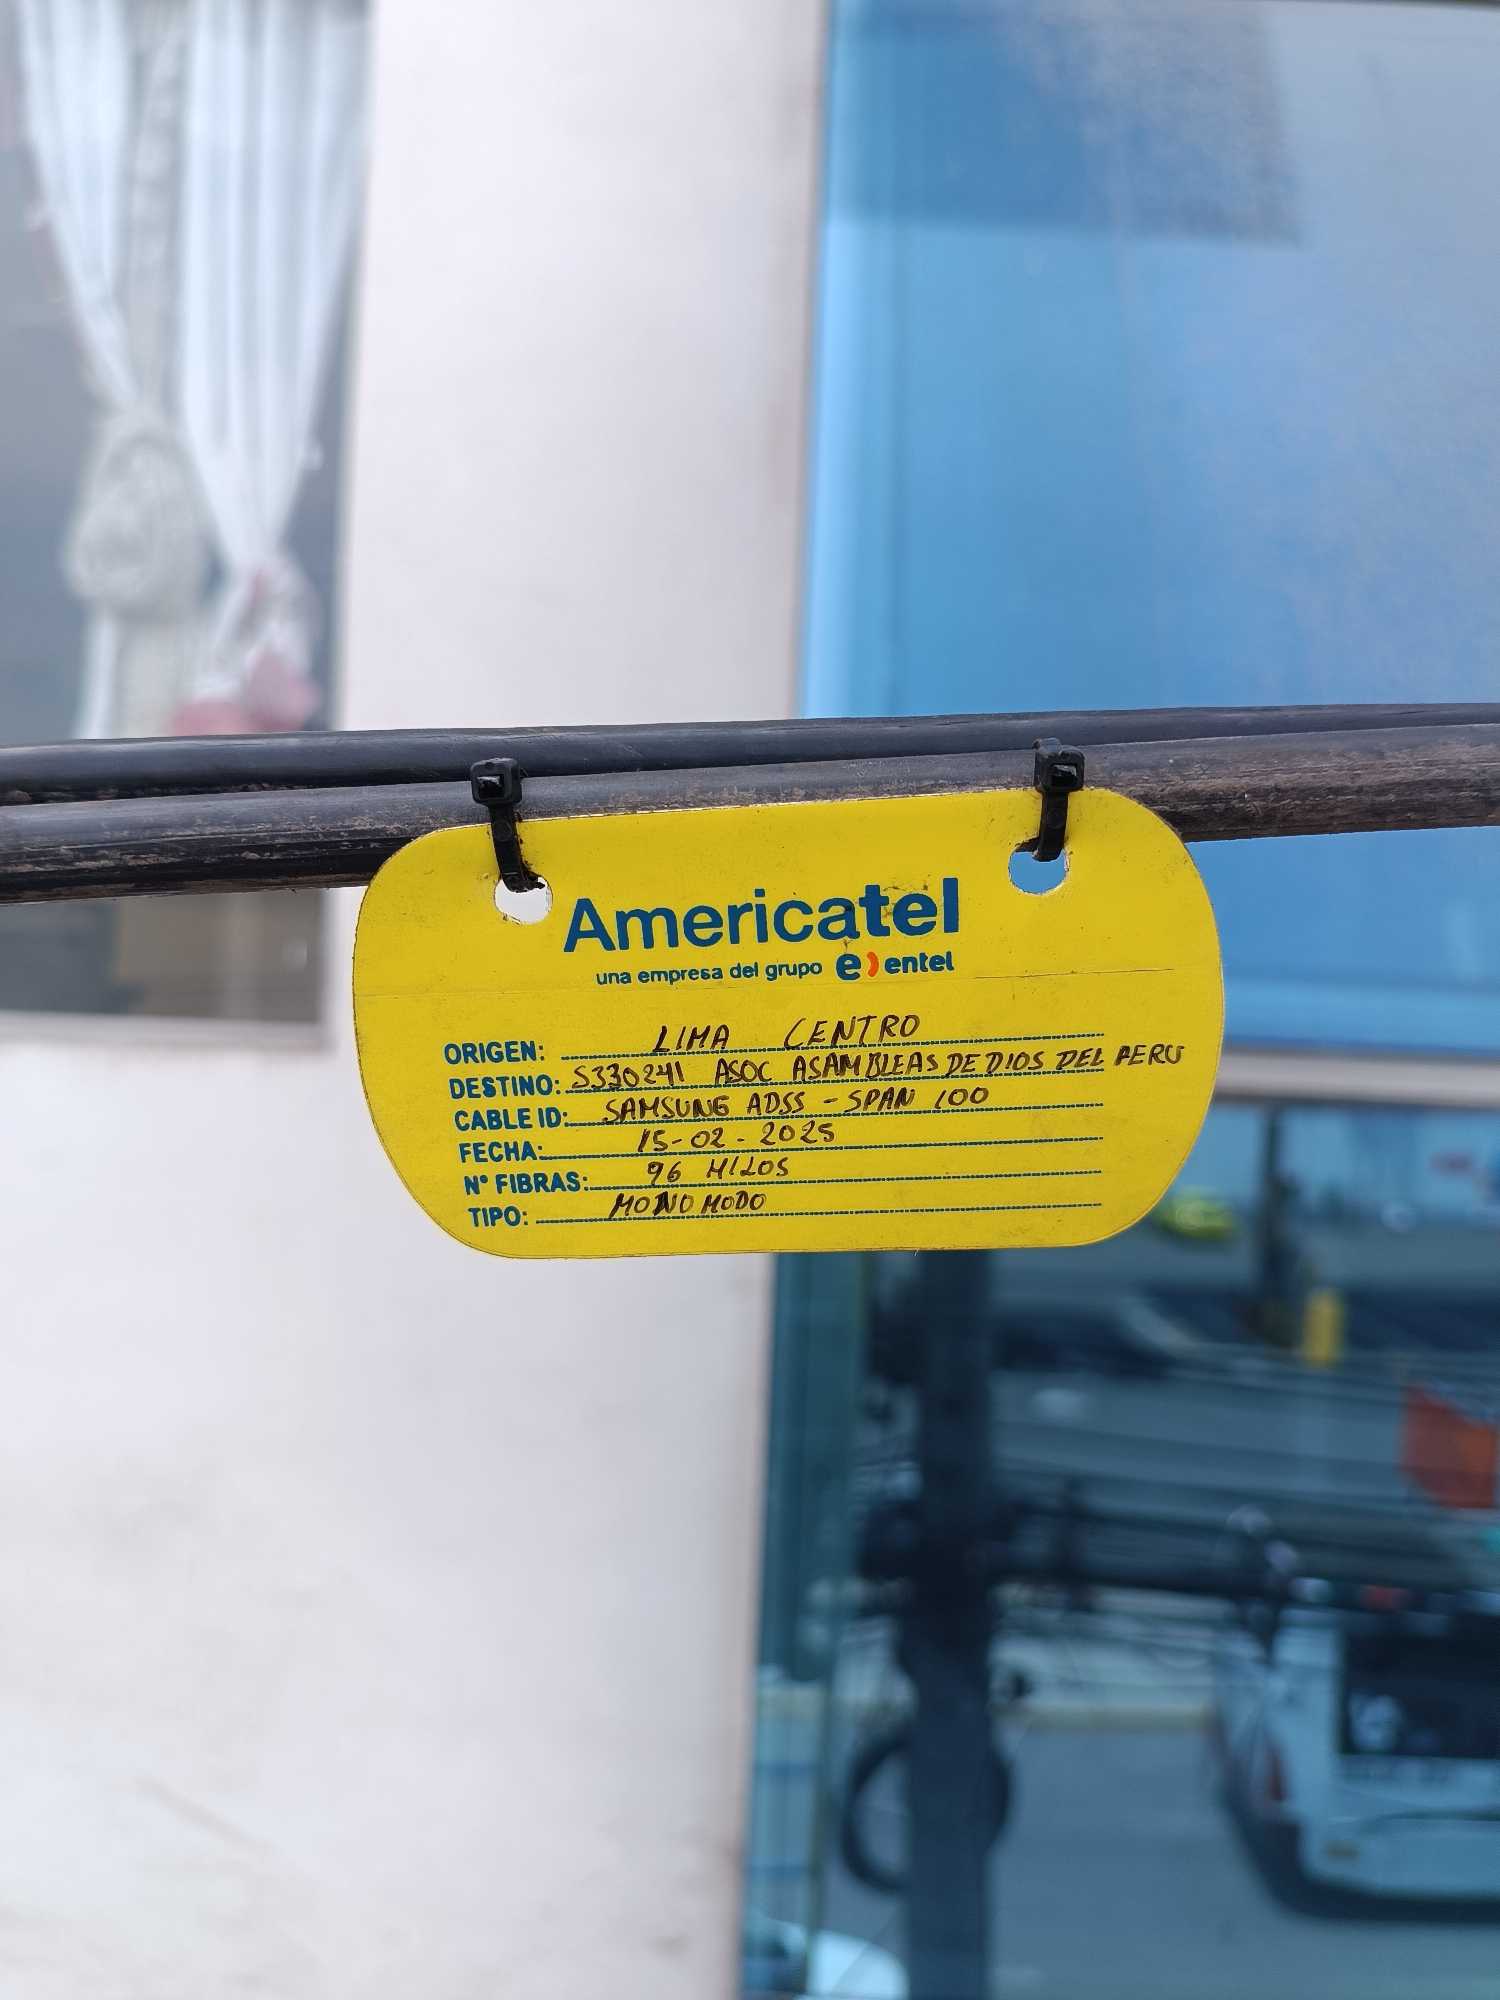 Americatel
una empresa del grupo entel
ORIGEN: LIMA CENTRO
DESTINO: S330241 ASOC ASAMBLEAS DE DIOS DEL PERU
CABLE ID: SAMSUNG ADSS - SPAN 100
FECHA: 15-02-2025
N° FIBRAS: 96 HILOS
TIPO: MONOMODO